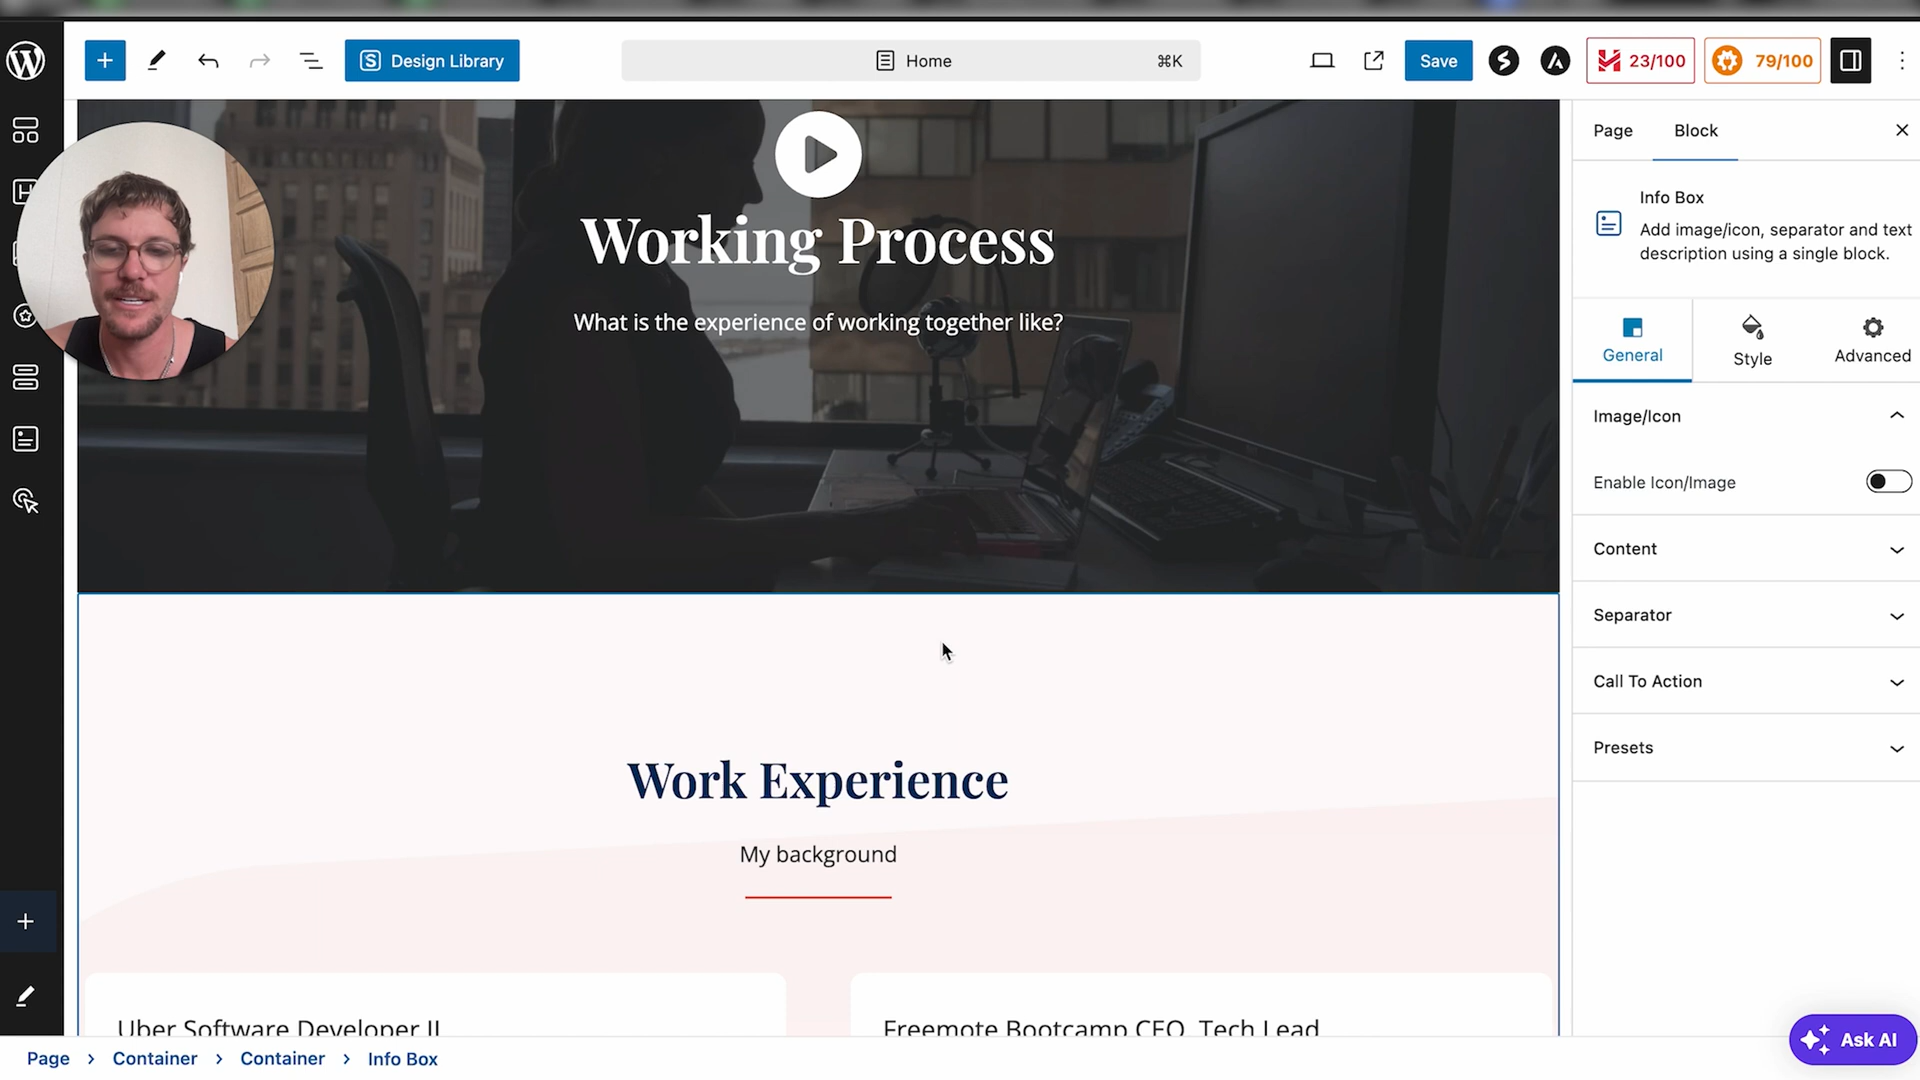 Design Library
Home
⌘K
Save
23/100
79/100
Page
Block
Info Box
Add image/icon, separator and text
description using a single block.
General
Style
Advanced
Image/Icon
Enable Icon/Image
Content
Separator
Call To Action
Presets
Working Process
What is the experience of working together like?
Work Experience
My background
Uber Software Developer II
Freemote Bootcamp CEO, Tech Lead
Page > Container > Container > Info Box
Ask AI